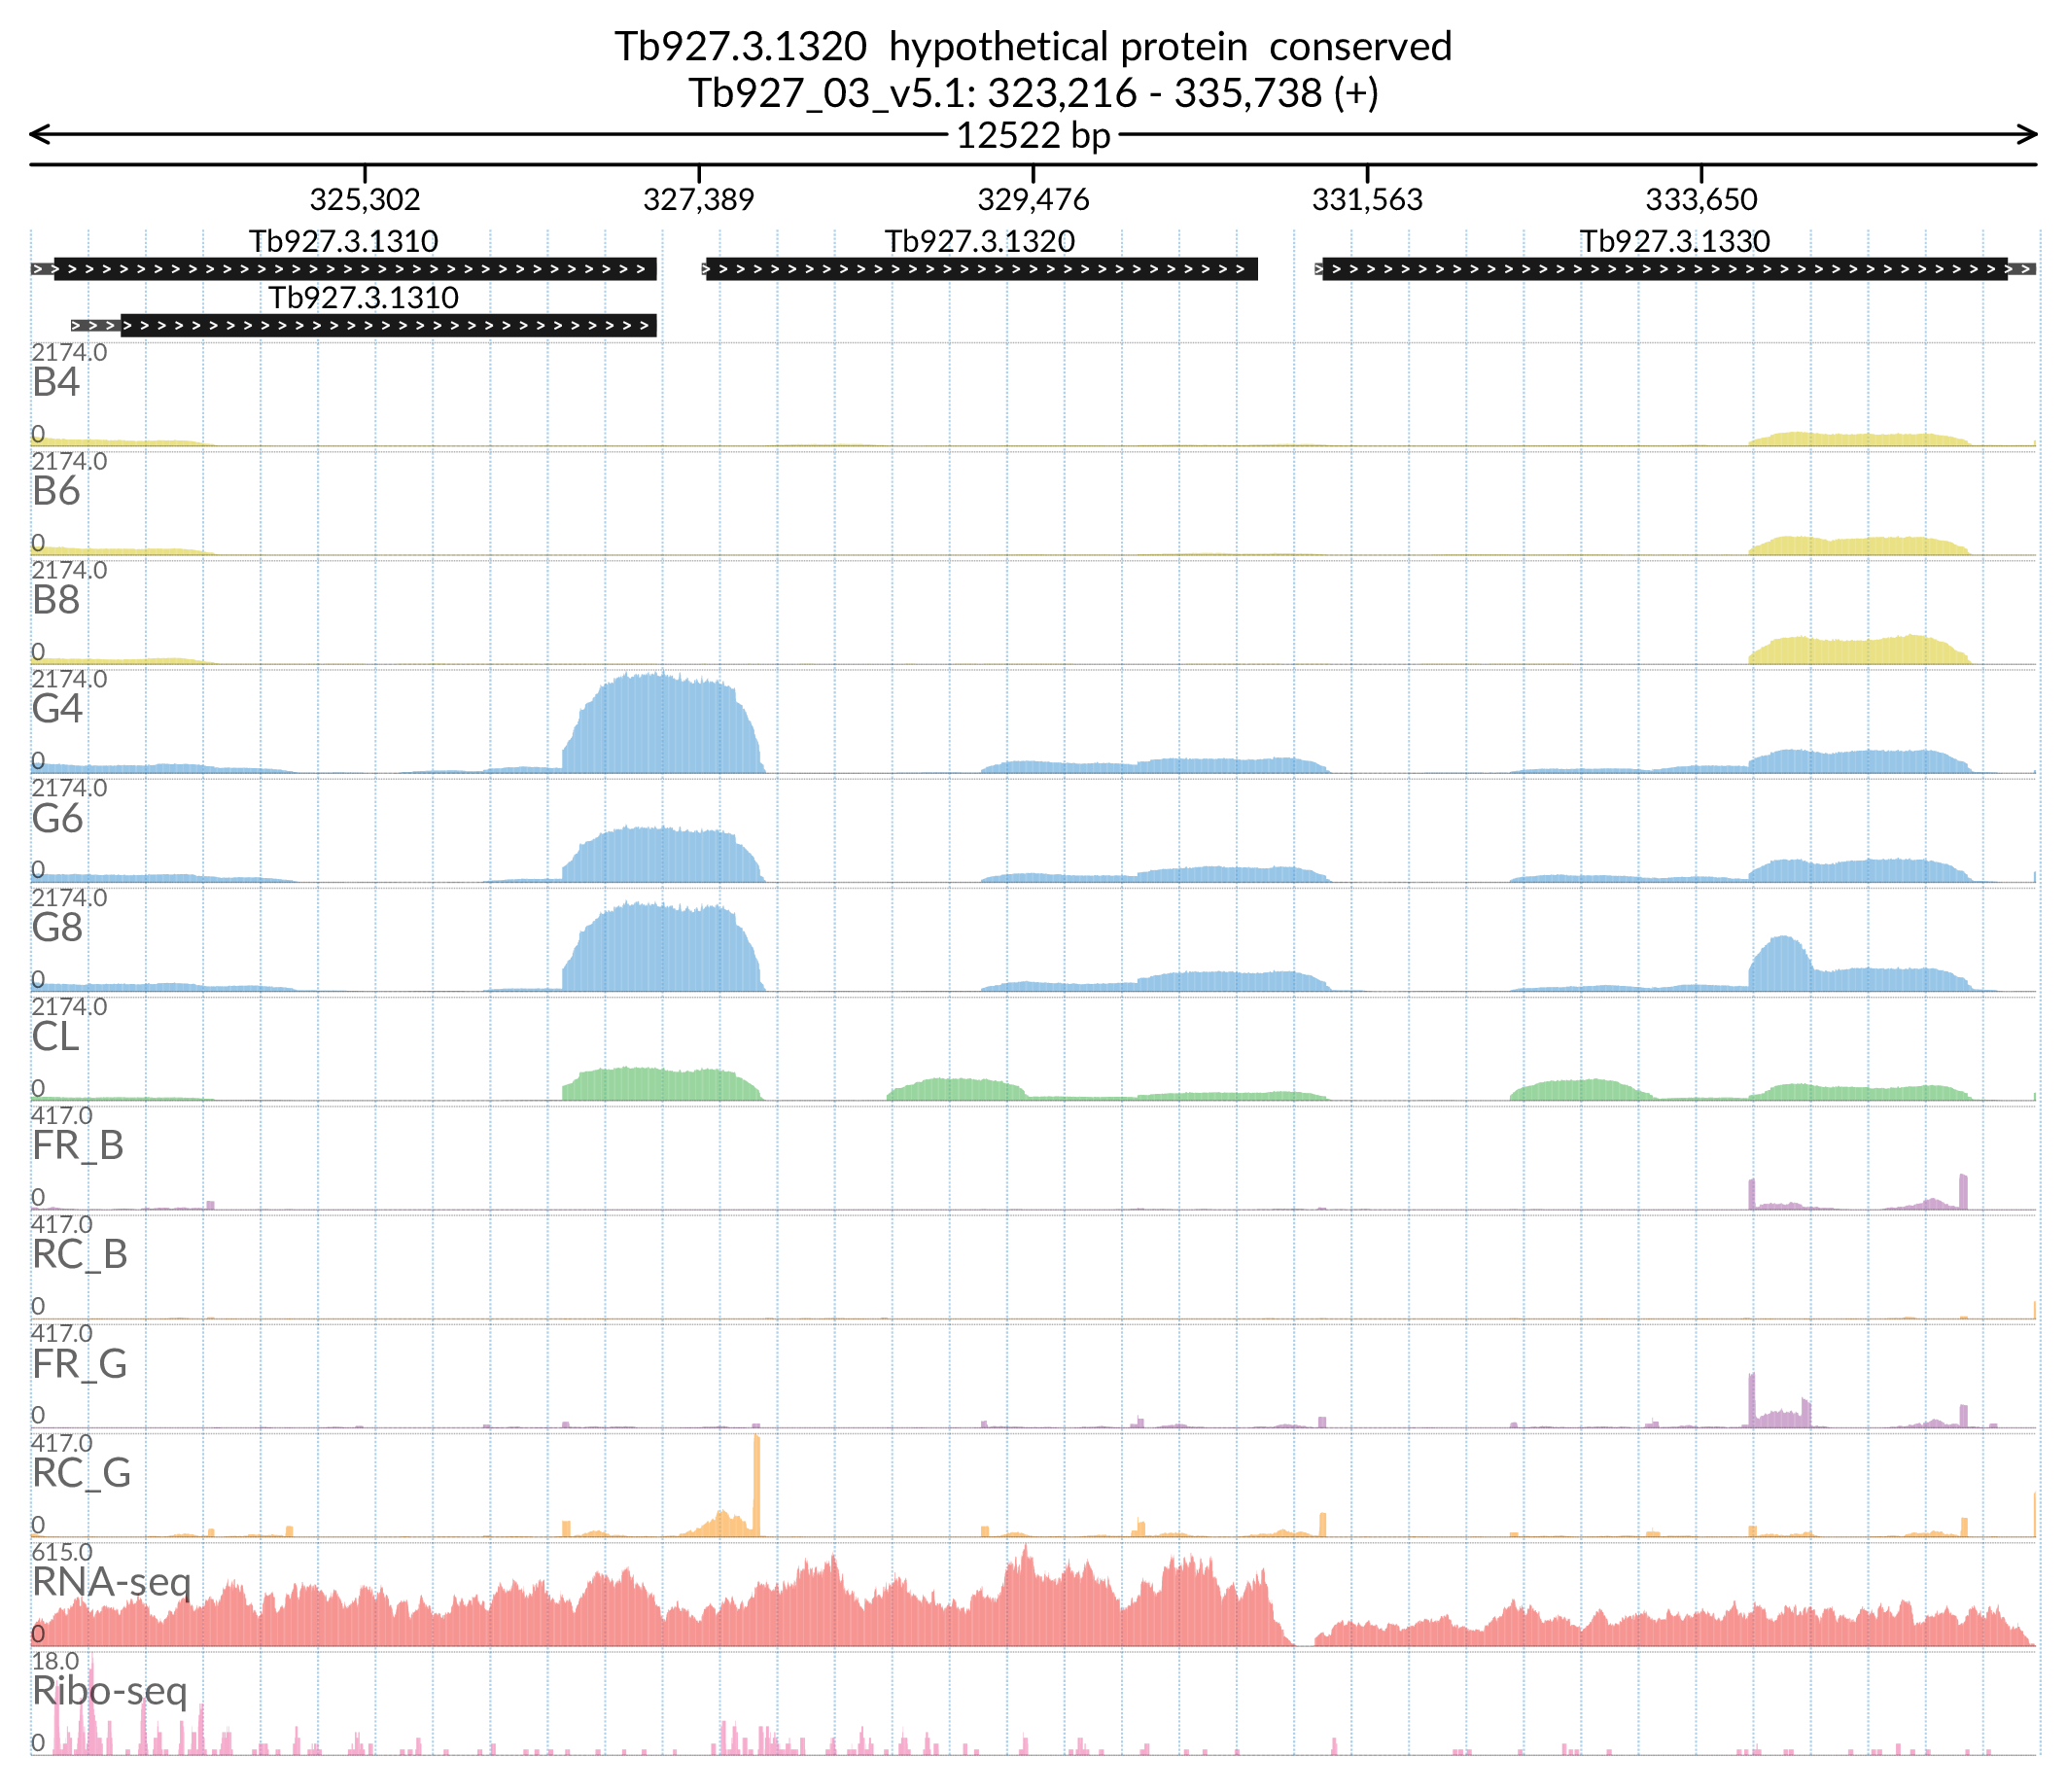 Tb927.3.1320  hypothetical protein  conserved
Tb927_03_v5.1: 323,216 - 335,738 (+)
12522 bp
325,302 327,389 329,476 331,563 333,650
Tb927.3.1310 Tb927.3.1320 Tb927.3.1330
Tb927.3.1310
2174.0
B4
0
2174.0
B6
0
2174.0
B8
0
2174.0
G4
0
2174.0
G6
0
2174.0
G8
0
2174.0
CL
0
417.0
FR_B
0
417.0
RC_B
0
417.0
FR_G
0
417.0
RC_G
0
615.0
RNA-seq
0
18.0
Ribo-seq
0